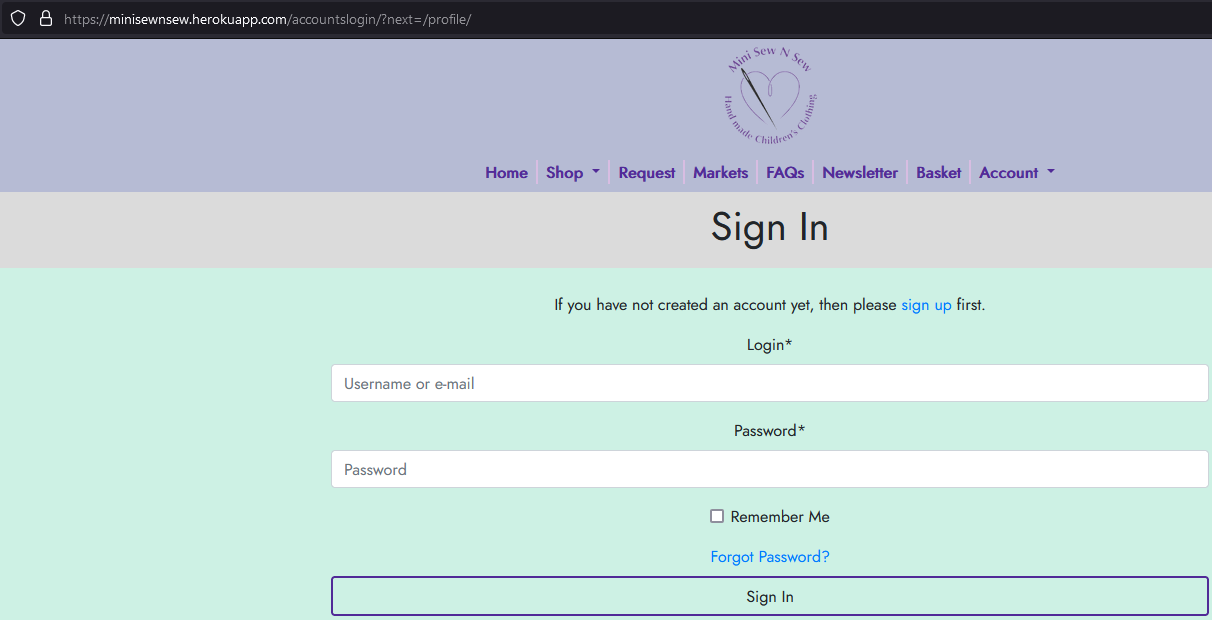 https://minisewnsew.herokuapp.com/accountslogin/?next=/profile/
Mini Sew N Sew
Hand made Children's Clothing
Home Shop Request Markets FAQs Newsletter Basket Account
Sign In
If you have not created an account yet, then please sign up first.
Login*
Username or e-mail
Password*
Password
Remember Me
Forgot Password?
Sign In